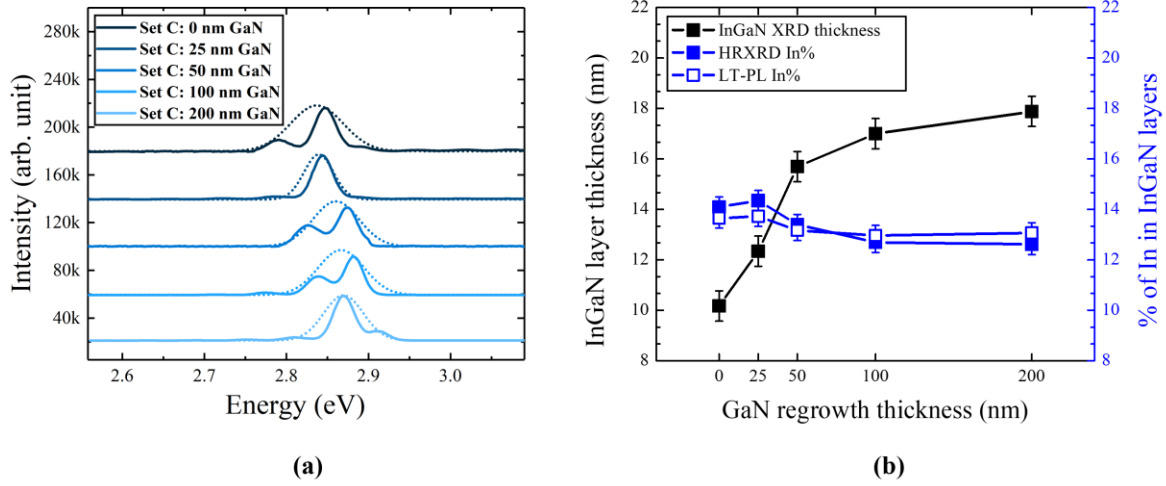 Set C: 0 nm GaN
Set C: 25 nm GaN
Set C: 50 nm GaN
Set C: 100 nm GaN
Set C: 200 nm GaN
280k
240k
200k
160k
120k
80k
40k
Intensity (arb. unit)
2.6 2.7 2.8 2.9 3.0
Energy (eV)
(a)
InGaN XRD thickness
HRXRD In%
LT-PL In%
22 22
20 20
18 18
16 16
14 14
12 12
10 10
8 8
InGaN layer thickness (nm)
% of In in InGaN layers
0 25 50 100 200
GaN regrowth thickness (nm)
(b)